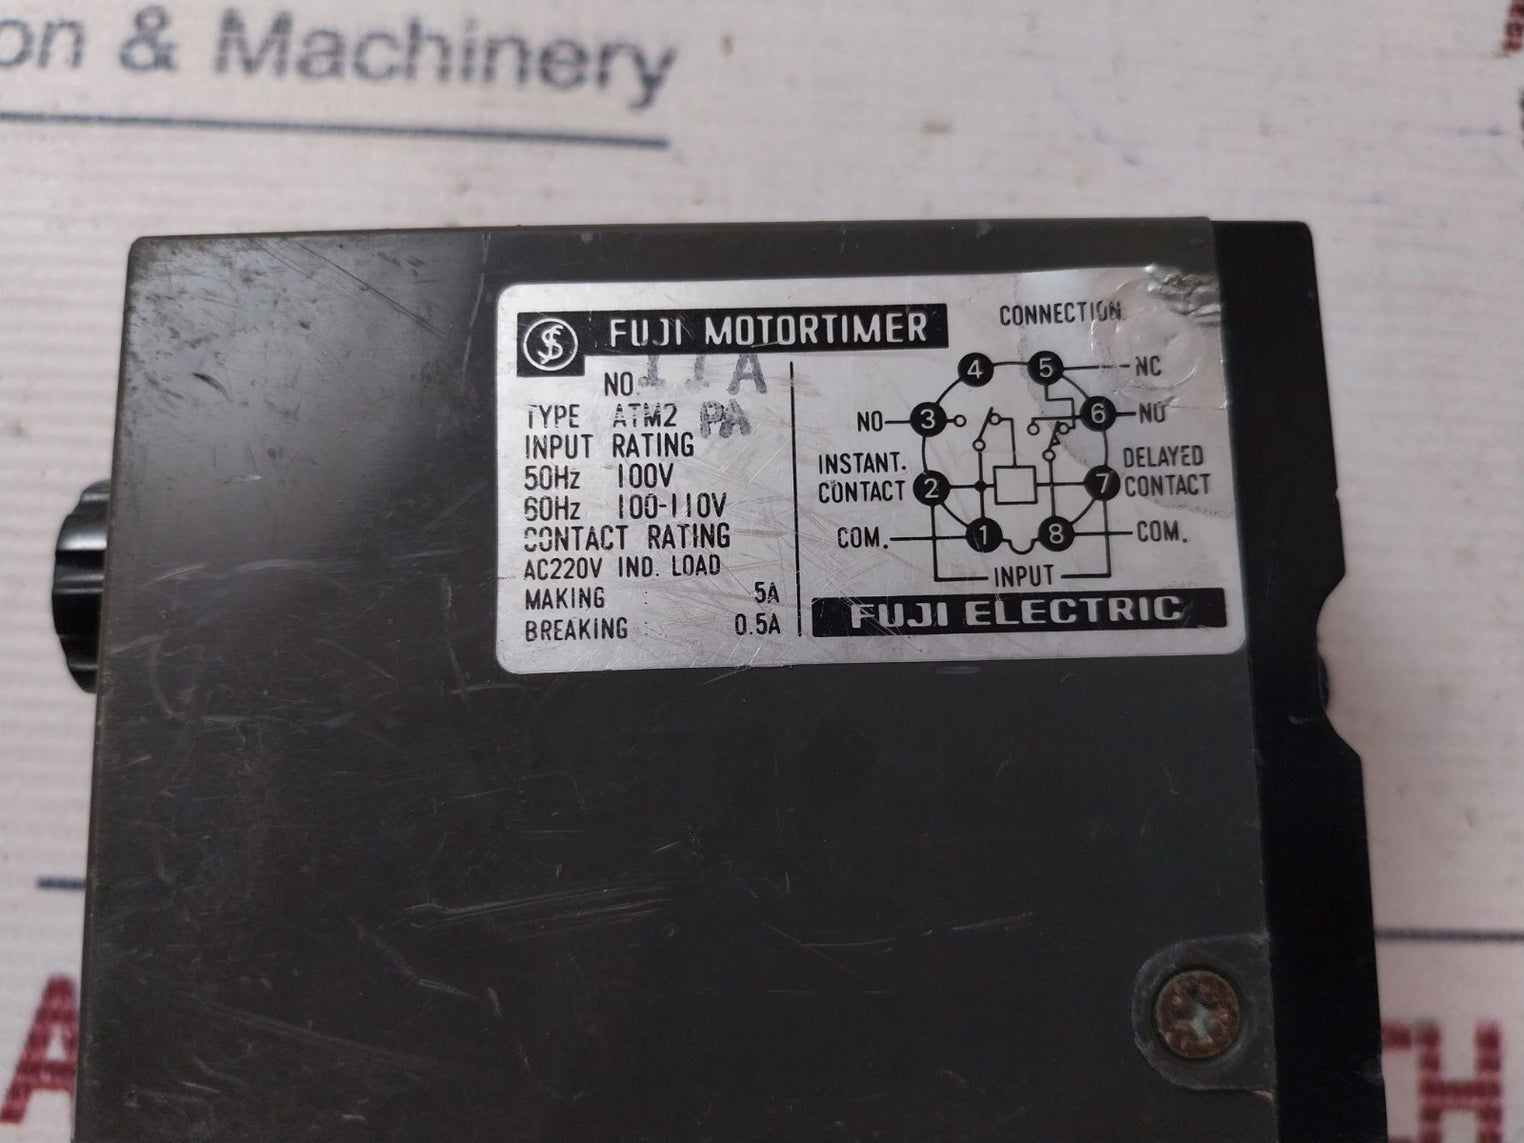 on & Machinery
FUJI MOTORTIMER
NO. 11A
TYPE ATM2 PA
INPUT RATING
50Hz 100V
60Hz 100-110V
CONTACT RATING
AC220V IND. LOAD
MAKING : 5A
BREAKING : 0.5A
CONNECTION
4 5 NC
NO 3 6 NO
INSTANT. DELAYED
CONTACT 2 7 CONTACT
COM. 1 8 COM.
INPUT
FUJI ELECTRIC
A
H